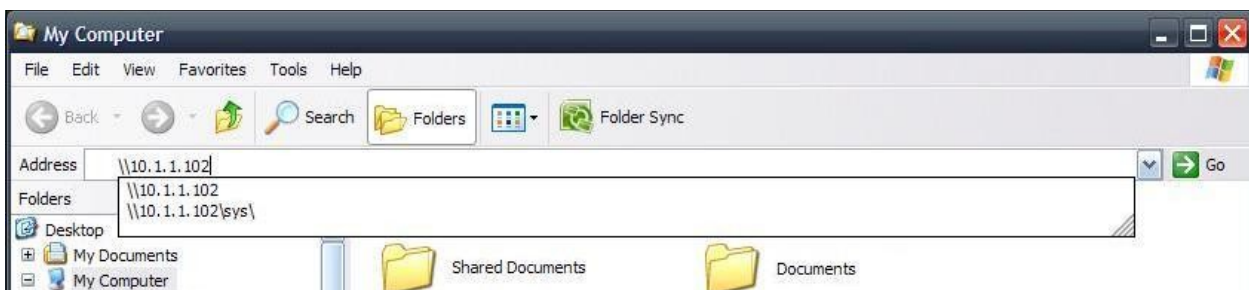 My Computer
File Edit View Favorites Tools Help
Back Search Folders Folder Sync
Address \\10.1.1.102 Go
\\10.1.1.102
Folders
\\10.1.1.102\sys\
Desktop
My Documents
Shared Documents Documents
My Computer